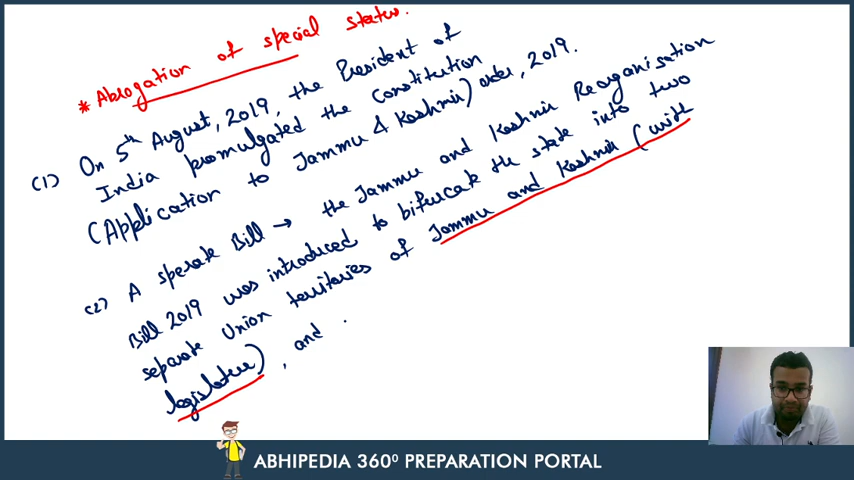 * Abrogation of special status.
(1) On 5th August, 2019, the President of
India promulgated the Constitution
(Application to Jammu & Kashmir) order, 2019.
(2) A sperate Bill → the Jammu and Kashmir Reorganisation
Bill 2019 was introduced to bifurcate the state into two
separate Union territories of Jammu and Kashmir (with
legislature), and
ABHIPEDIA 360° PREPARATION PORTAL